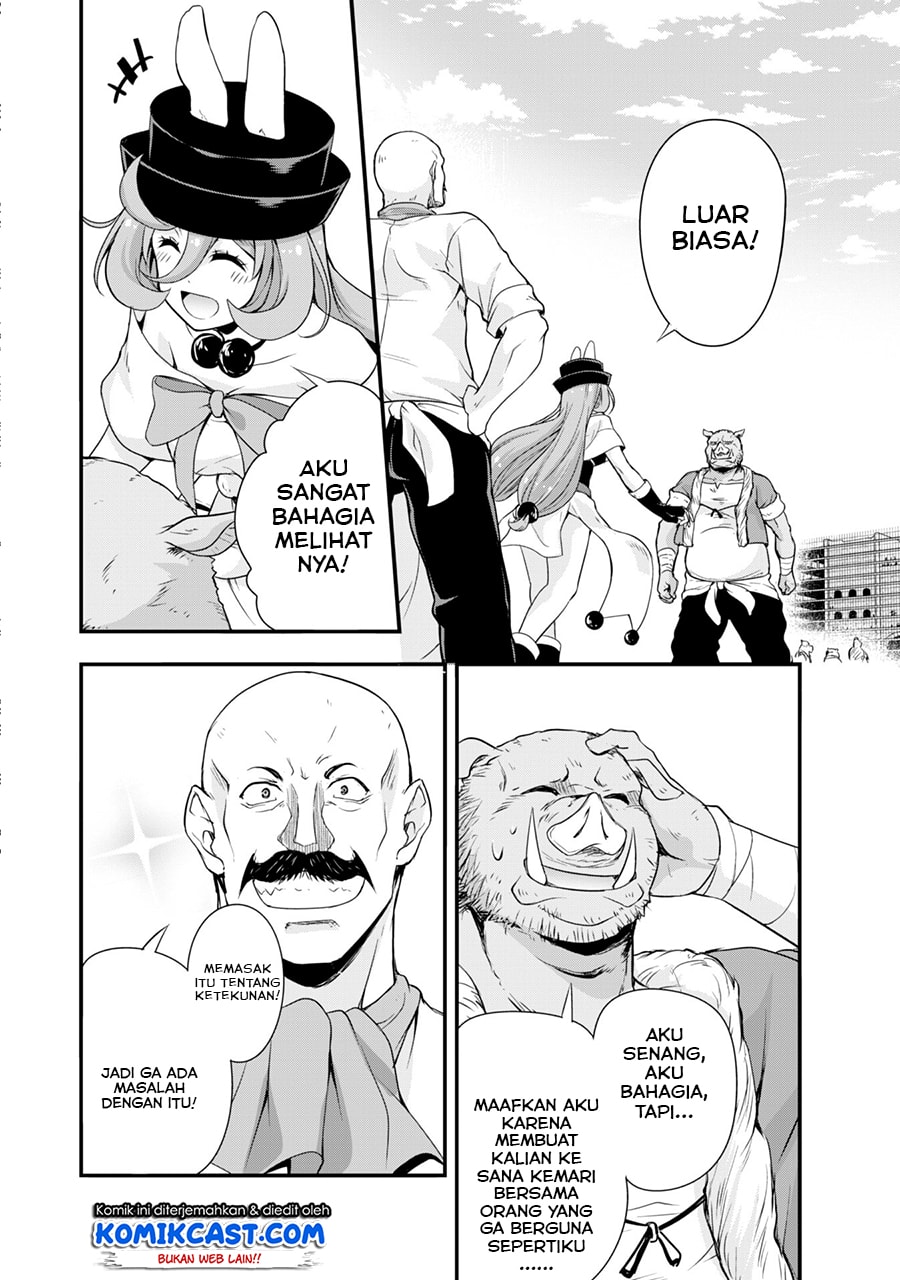 LUAR
BIASA!
AKU
SANGAT
BAHAGIA
MELIHAT
NYA!
AKU
SENANG,
AKU
BAHAGIA,
TAPI...
MAAFKAN AKU
KARENA
MEMBUAT
KALIAN KE
SANA KEMARI
BERSAMA
ORANG YANG
GA BERGUNA
SEPERTIKU
......
MEMASAK
ITU TENTANG
KETEKUNAN!
JADI GA ADA
MASALAH
DENGAN ITU!
Komik ini diterjemahkan & diedit oleh
KOMIKCAST.COM
BUKAN WEB LAIN!!